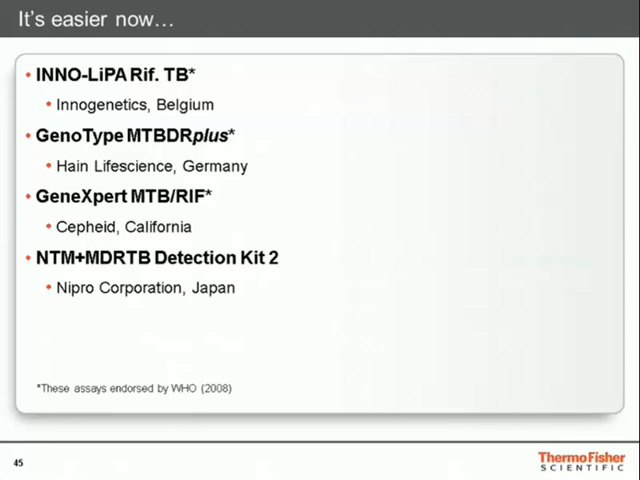 It's easier now…
• INNO-LiPA Rif. TB*
• Innogenetics, Belgium
• GenoType MTBDRplus*
• Hain Lifescience, Germany
• GeneXpert MTB/RIF*
• Cepheid, California
• NTM+MDRTB Detection Kit 2
• Nipro Corporation, Japan
*These assays endorsed by WHO (2008)
45
ThermoFisher
SCIENTIFIC